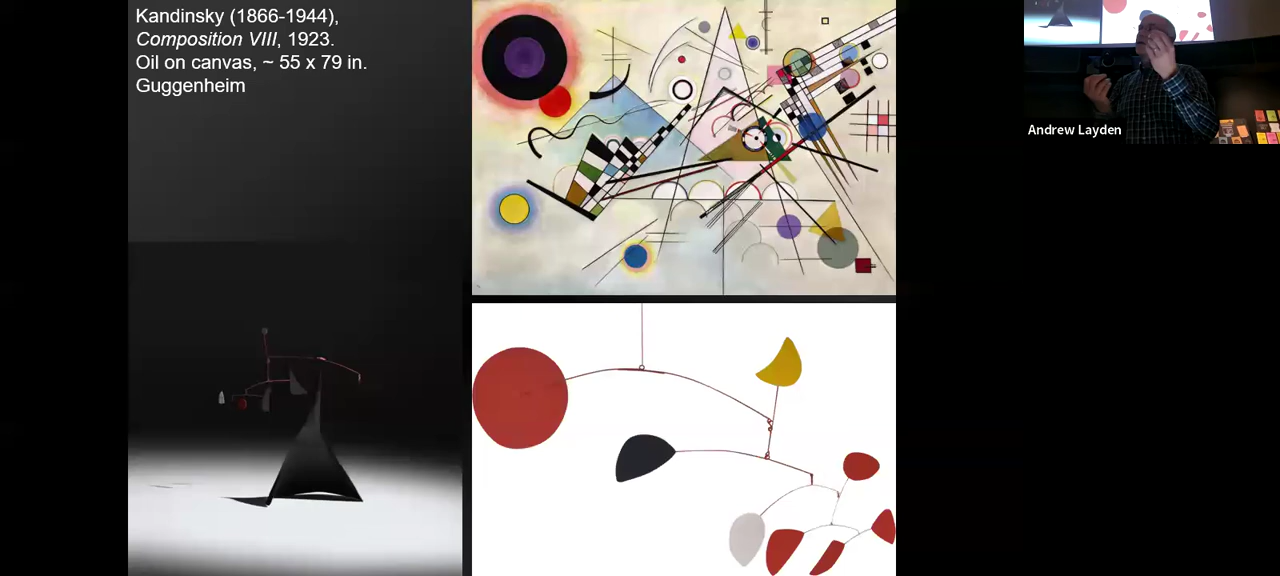 Kandinsky (1866-1944),
Composition VIII, 1923.
Oil on canvas, ~ 55 x 79 in.
Guggenheim
Andrew Layden